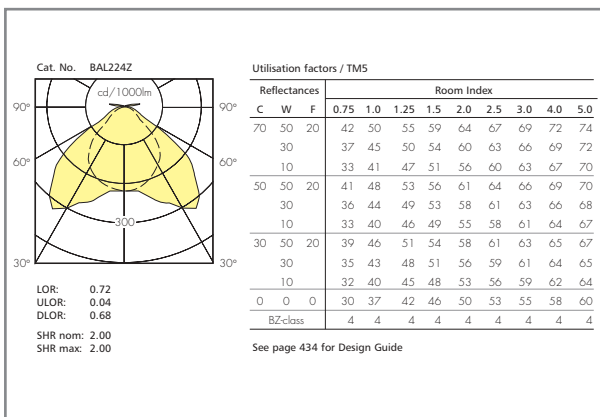 Cat. No. BAL224Z
cd/1000lm
90° 90°
60° 60°
300
30° 30°
LOR: 0.72
ULOR: 0.04
DLOR: 0.68
SHR nom: 2.00
SHR max: 2.00
Utilisation factors / TM5
Reflectances Room Index
C W F 0.75 1.0 1.25 1.5 2.0 2.5 3.0 4.0 5.0
70 50 20 42 50 55 59 64 67 69 72 74
30 37 45 50 54 60 63 66 69 72
10 33 41 47 51 56 60 63 67 70
50 50 20 41 48 53 56 61 64 66 69 70
30 36 44 49 53 58 61 63 66 68
10 33 40 46 49 55 58 61 64 67
30 50 20 39 46 51 54 58 61 63 65 67
30 35 43 48 51 56 59 61 64 65
10 32 40 45 48 53 56 59 62 64
0 0 0 30 37 42 46 50 53 55 58 60
BZ-class 4 4 4 4 4 4 4 4 4
See page 434 for Design Guide